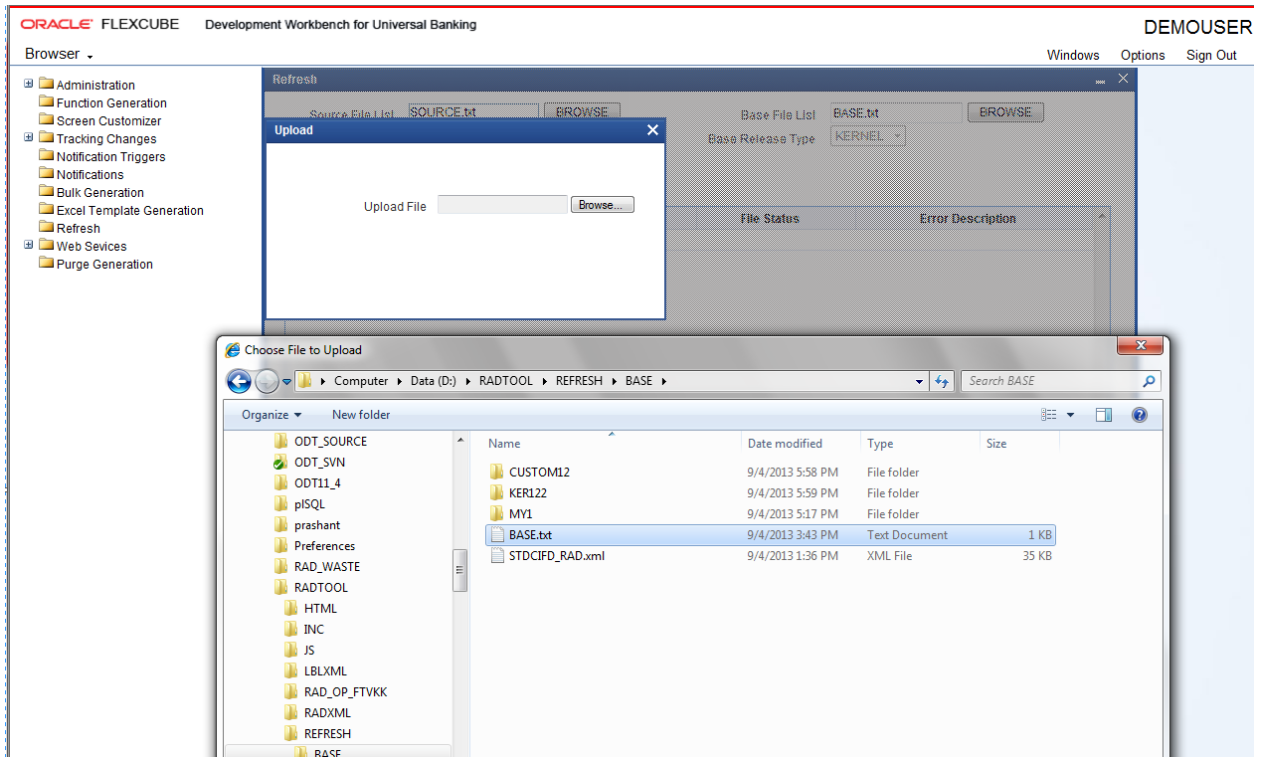 ORACLE FLEXCUBE Development Workbench for Universal Banking
DEMOUSER
Browser
Windows Options Sign Out
Administration
Function Generation
Screen Customizer
Tracking Changes
Notification Triggers
Notifications
Bulk Generation
Excel Template Generation
Refresh
Web Sevices
Purge Generation
Refresh
Source File List SOURCE.txt BROWSE Base File List BASE.txt BROWSE
Base Release Type KERNEL
Upload
Upload File Browse...
File Status Error Description
Choose File to Upload
Computer Data (D:) RADTOOL REFRESH BASE Search BASE
Organize New folder
ODT_SOURCE
ODT_SVN
ODT11_4
plSQL
prashant
Preferences
RAD_WASTE
RADTOOL
HTML
INC
JS
LBLXML
RAD_OP_FTVKK
RADXML
REFRESH
BASE
Name Date modified Type Size
CUSTOM12 9/4/2013 5:58 PM File folder
KER122 9/4/2013 5:59 PM File folder
MY1 9/4/2013 5:17 PM File folder
BASE.txt 9/4/2013 3:43 PM Text Document 1 KB
STDCIFD_RAD.xml 9/4/2013 1:36 PM XML File 35 KB